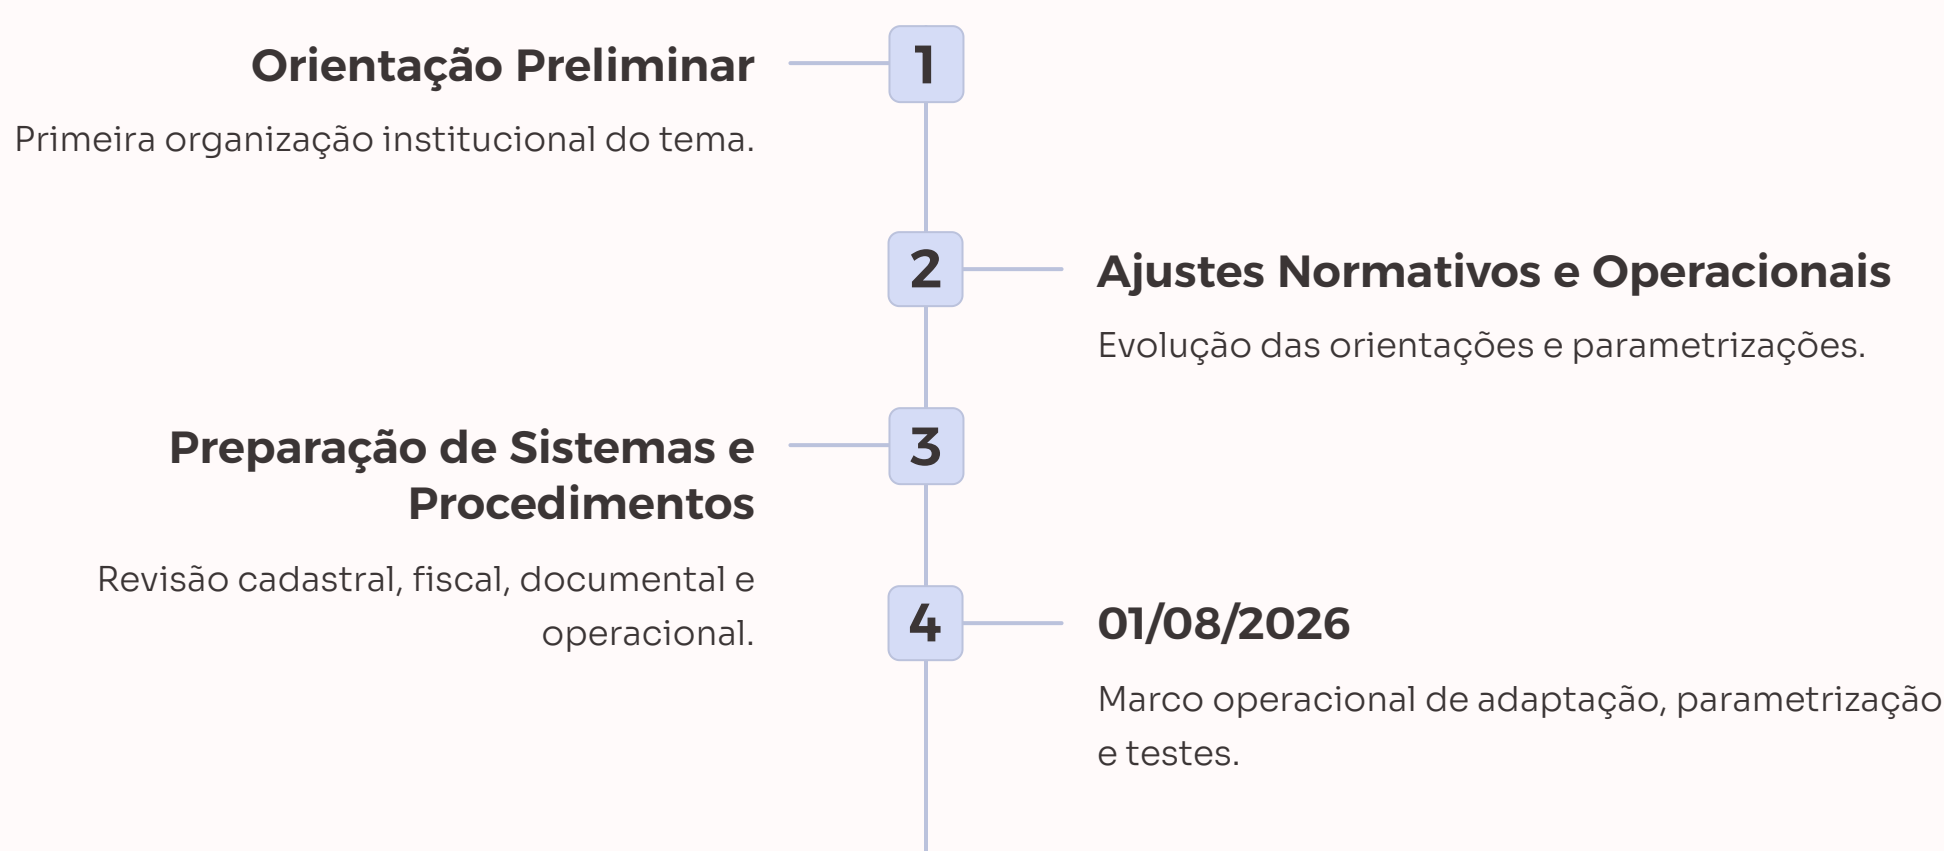 1
Orientação Preliminar
Primeira organização institucional do tema.
2
Ajustes Normativos e Operacionais
Evolução das orientações e parametrizações.
3
Preparação de Sistemas e
Procedimentos
Revisão cadastral, fiscal, documental e
operacional.
4
01/08/2026
Marco operacional de adaptação, parametrização
e testes.